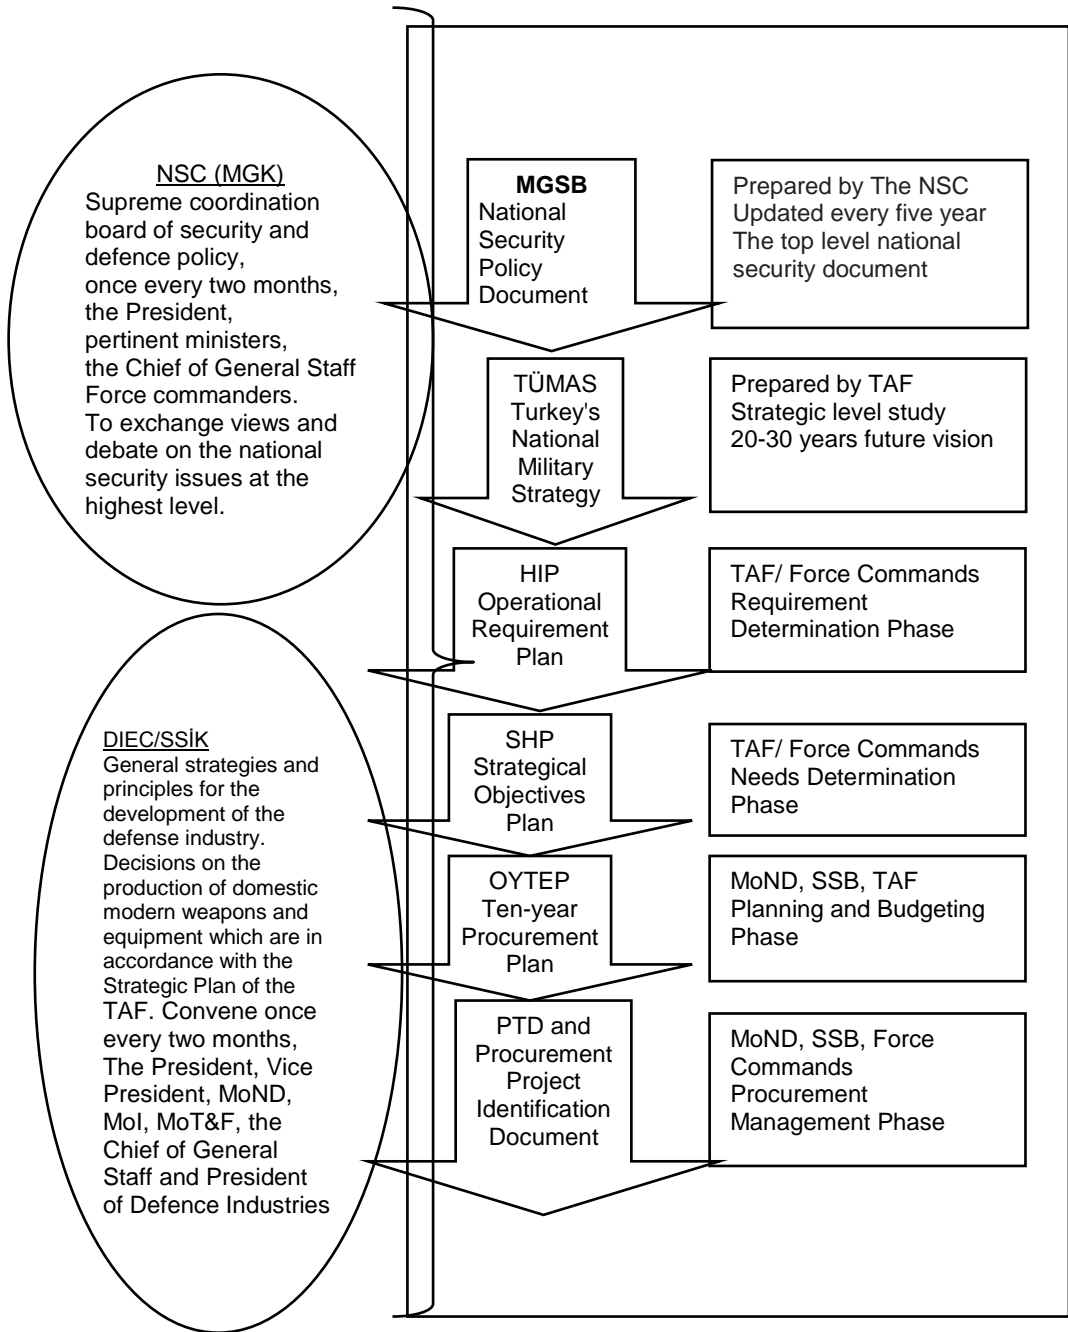 NSC (MGK)
Supreme coordination
board of security and
defence policy,
once every two months,
the President,
pertinent ministers,
the Chief of General Staff
Force commanders.
To exchange views and
debate on the national
security issues at the
highest level.
DIEC/SSİK
General strategies and
principles for the
development of the
defense industry.
Decisions on the
production of domestic
modern weapons and
equipment which are in
accordance with the
Strategic Plan of the
TAF. Convene once
every two months,
The President, Vice
President, MoND,
MoI, MoT&F, the
Chief of General
Staff and President
of Defence Industries
MGSB
National
Security
Policy
Document
Prepared by The NSC
Updated every five year
The top level national
security document
TÜMAS
Turkey's
National
Military
Strategy
Prepared by TAF
Strategic level study
20-30 years future vision
HIP
Operational
Requirement
Plan
TAF/ Force Commands
Requirement
Determination Phase
SHP
Strategical
Objectives
Plan
TAF/ Force Commands
Needs Determination
Phase
OYTEP
Ten-year
Procurement
Plan
MoND, SSB, TAF
Planning and Budgeting
Phase
PTD and
Procurement
Project
Identification
Document
MoND, SSB, Force
Commands
Procurement
Management Phase